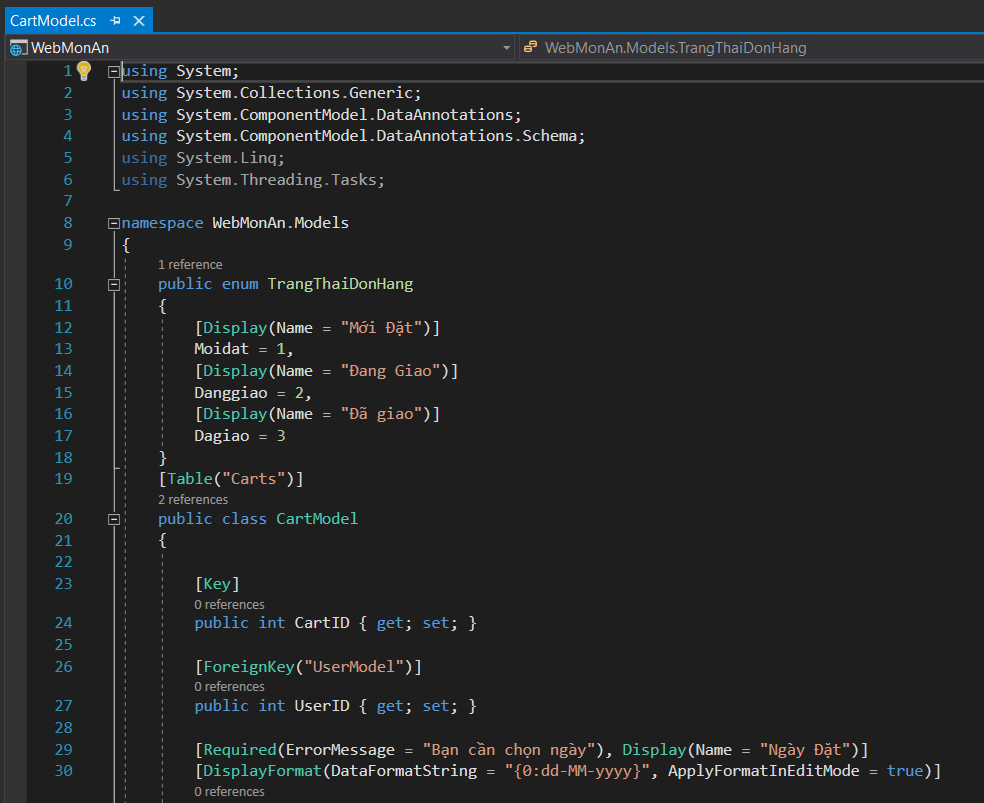 CartModel.cs
WebMonAn WebMonAn.Models.TrangThaiDonHang
1 using System;
2 using System.Collections.Generic;
3 using System.ComponentModel.DataAnnotations;
4 using System.ComponentModel.DataAnnotations.Schema;
5 using System.Linq;
6 using System.Threading.Tasks;
7
8 namespace WebMonAn.Models
9 {
1 reference
10 public enum TrangThaiDonHang
11 {
12 [Display(Name = "Mới Đặt")]
13 Moidat = 1,
14 [Display(Name = "Đang Giao")]
15 Danggiao = 2,
16 [Display(Name = "Đã giao")]
17 Dagiao = 3
18 }
19 [Table("Carts")]
2 references
20 public class CartModel
21 {
22
23 [Key]
0 references
24 public int CartID { get; set; }
25
26 [ForeignKey("UserModel")]
0 references
27 public int UserID { get; set; }
28
29 [Required(ErrorMessage = "Bạn cần chọn ngày"), Display(Name = "Ngày Đặt")]
30 [DisplayFormat(DataFormatString = "{0:dd-MM-yyyy}", ApplyFormatInEditMode = true)]
0 references